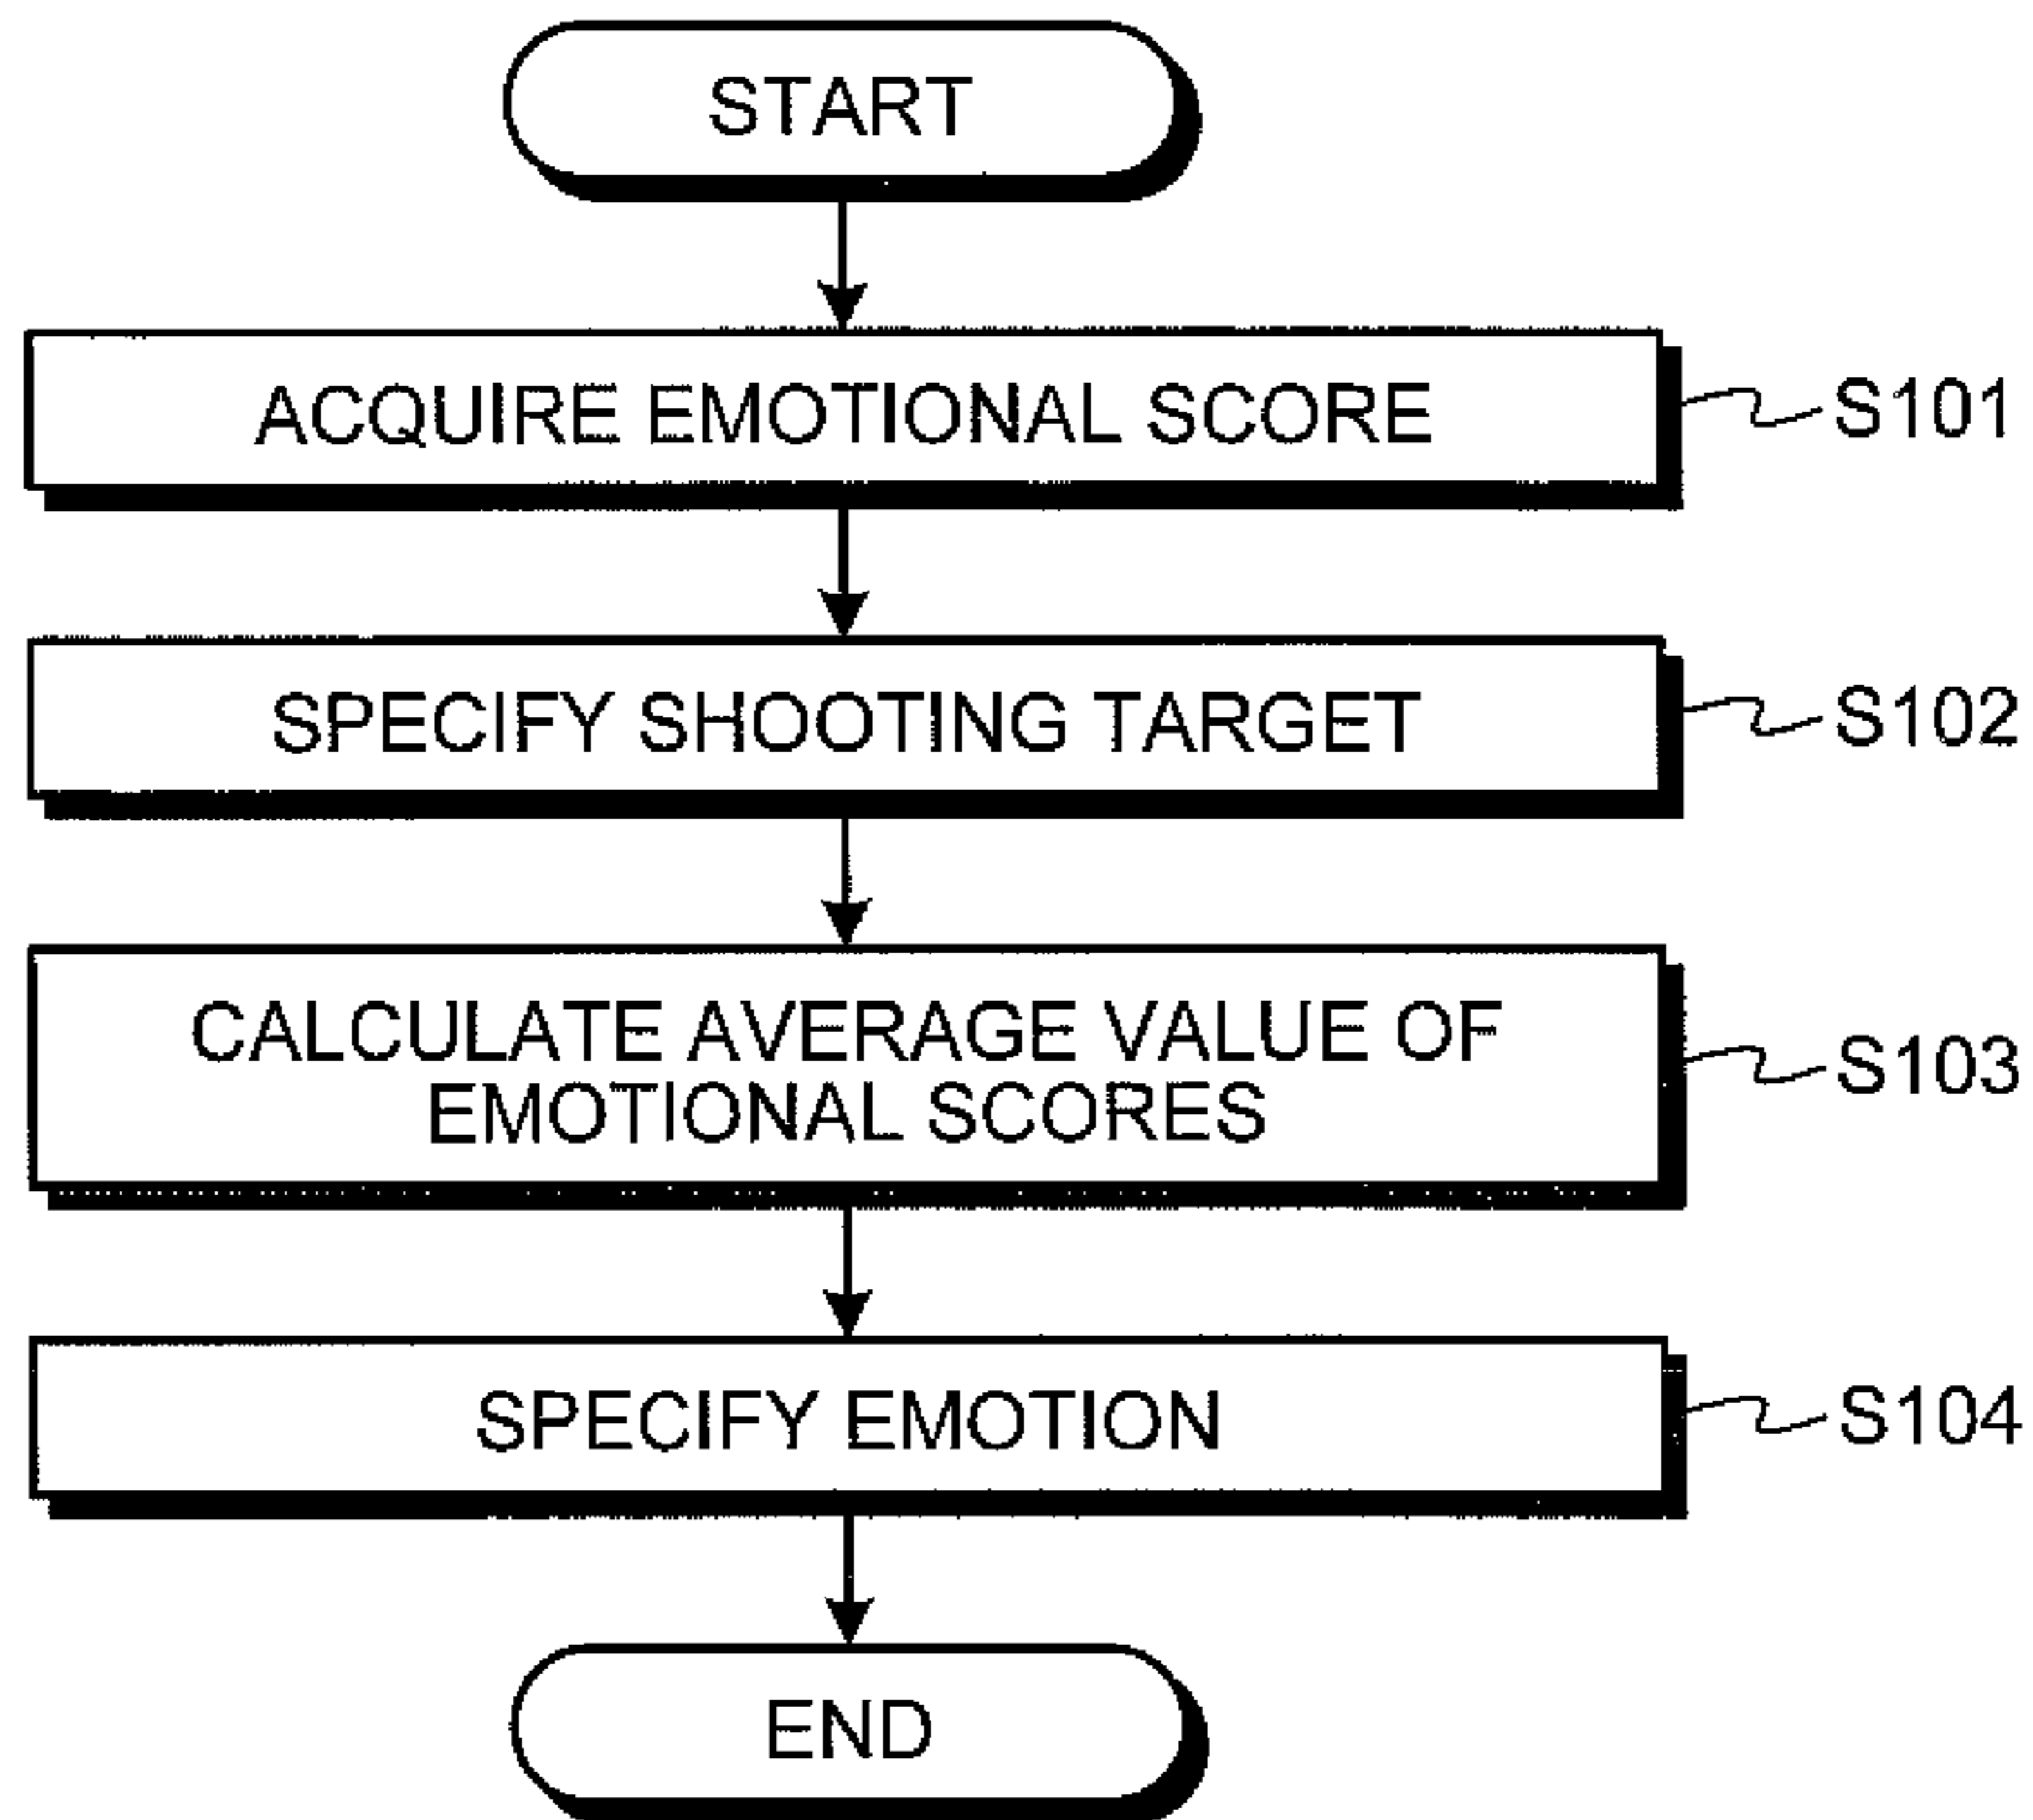 START
ACQUIRE EMOTIONAL SCORE
S101
SPECIFY SHOOTING TARGET
S102
CALCULATE AVERAGE VALUE OF
EMOTIONAL SCORES
S103
SPECIFY EMOTION
S104
END